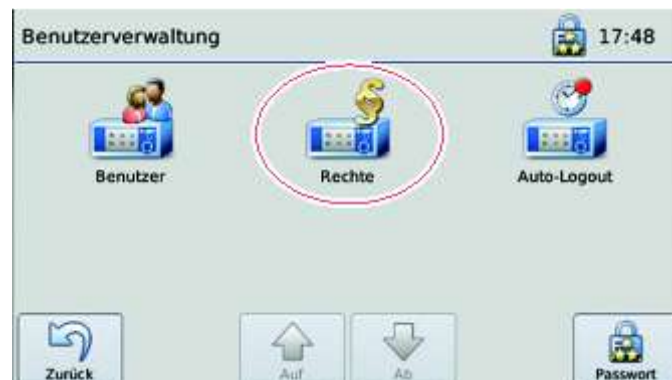 Benutzerverwaltung 17:48
Benutzer Rechte Auto-Logout
Zurück Auf Ab Passwort